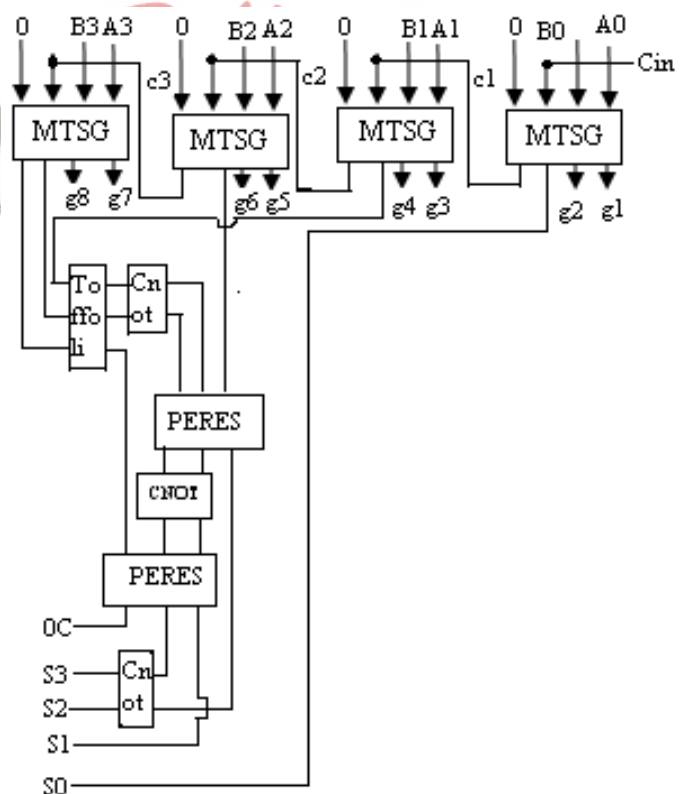 0 B3 A3 0 B2 A2 0 B1 A1 0 B0 A0
c3 c2 c1 Cin
MTSG MTSG MTSG MTSG
g8 g7 g6 g5 g4 g3 g2 g1
To Cn
ffo ot
li
PERES
CNOT
PERES
OC
S3 Cn
S2 ot
S1
S0